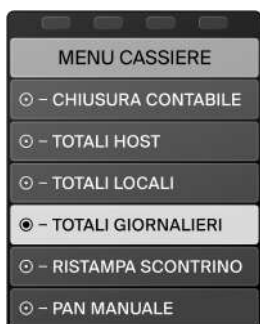 MENU CASSIERE
⊙ – CHIUSURA CONTABILE
⊙ – TOTALI HOST
⊙ – TOTALI LOCALI
◉ – TOTALI GIORNALIERI
⊙ – RISTAMPA SCONTRINO
⊙ – PAN MANUALE